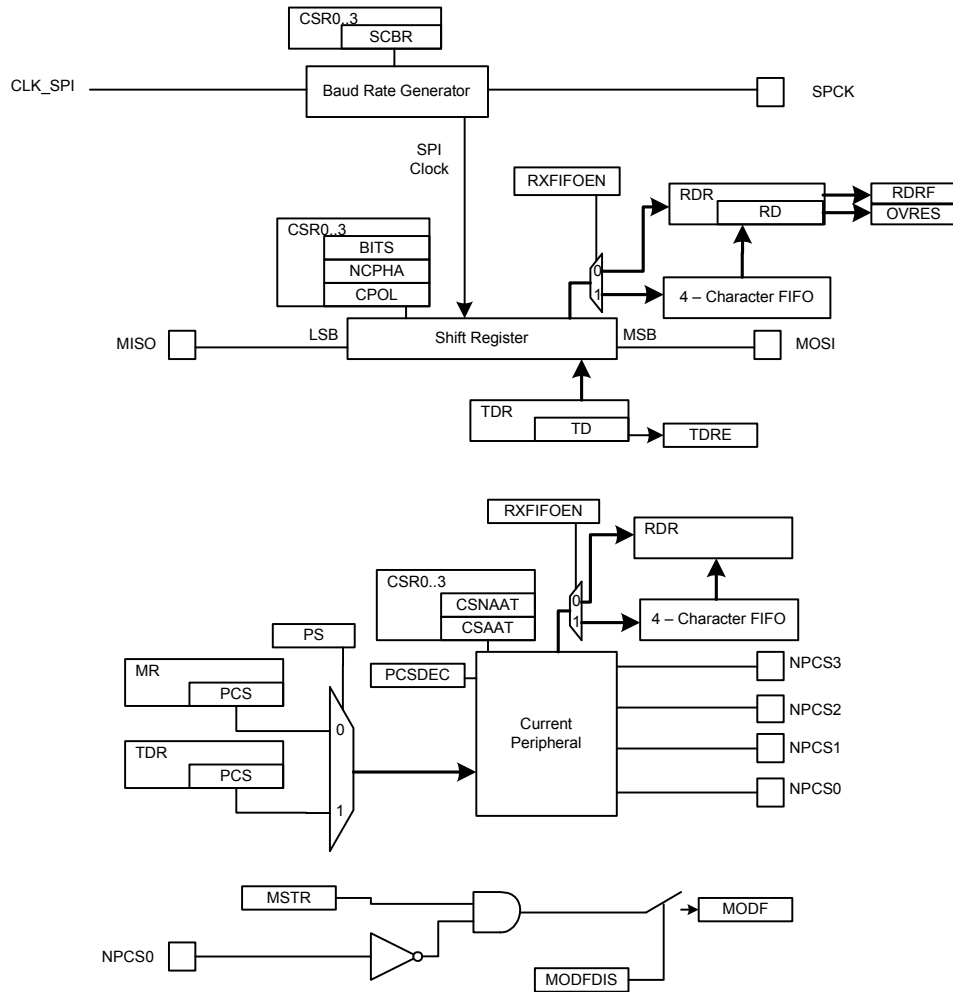 CSR0..3
SCBR
CLK_SPI
Baud Rate Generator
SPCK
SPI
Clock
RXFIFOEN
RDR
RD
RDRF
OVRES
CSR0..3
BITS
NCPHA
CPOL
0
1
4 – Character FIFO
MISO
LSB
Shift Register
MSB
MOSI
TDR
TD
TDRE
RXFIFOEN
RDR
CSR0..3
CSNAAT
CSAAT
0
1
4 – Character FIFO
PS
MR
PCS
PCSDEC
NPCS3
0
Current
Peripheral
NPCS2
TDR
PCS
NPCS1
1
NPCS0
MSTR
MODF
NPCS0
MODFDIS